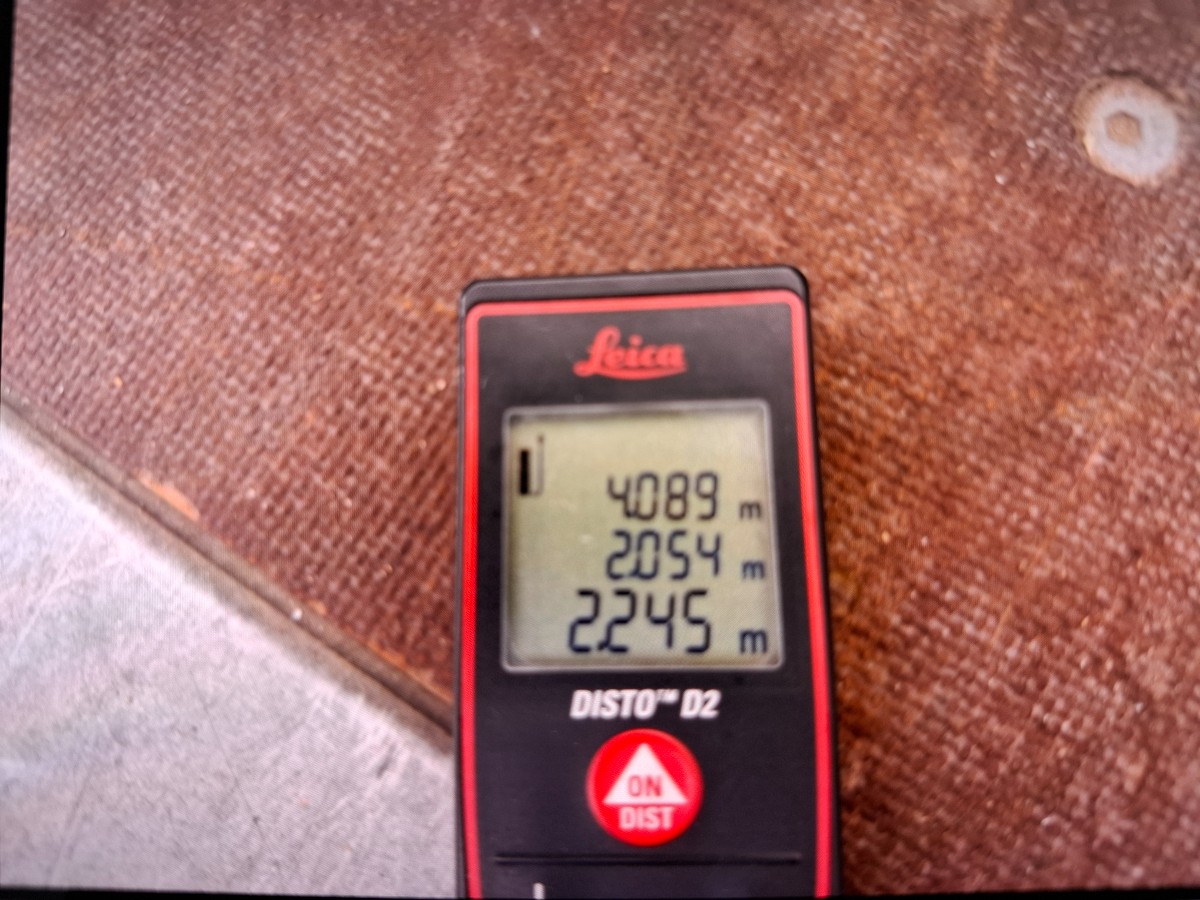 Leica
4.089 m
2.054 m
2.245 m
DISTO™ D2
ON
DIST